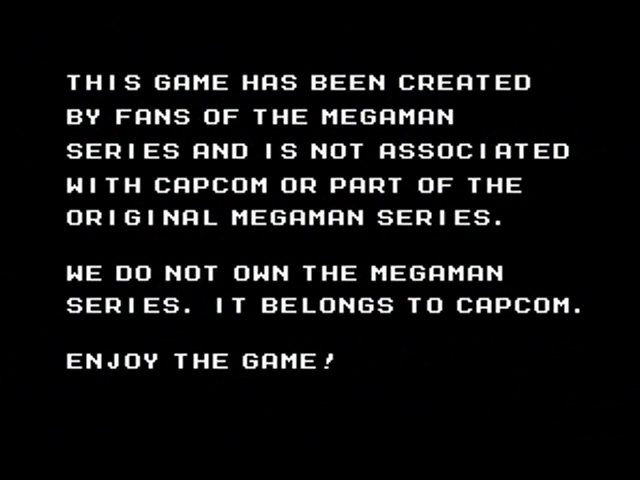 THIS GAME HAS BEEN CREATED
BY FANS OF THE MEGAMAN
SERIES AND IS NOT ASSOCIATED
WITH CAPCOM OR PART OF THE
ORIGINAL MEGAMAN SERIES.
WE DO NOT OWN THE MEGAMAN
SERIES. IT BELONGS TO CAPCOM.
ENJOY THE GAME!